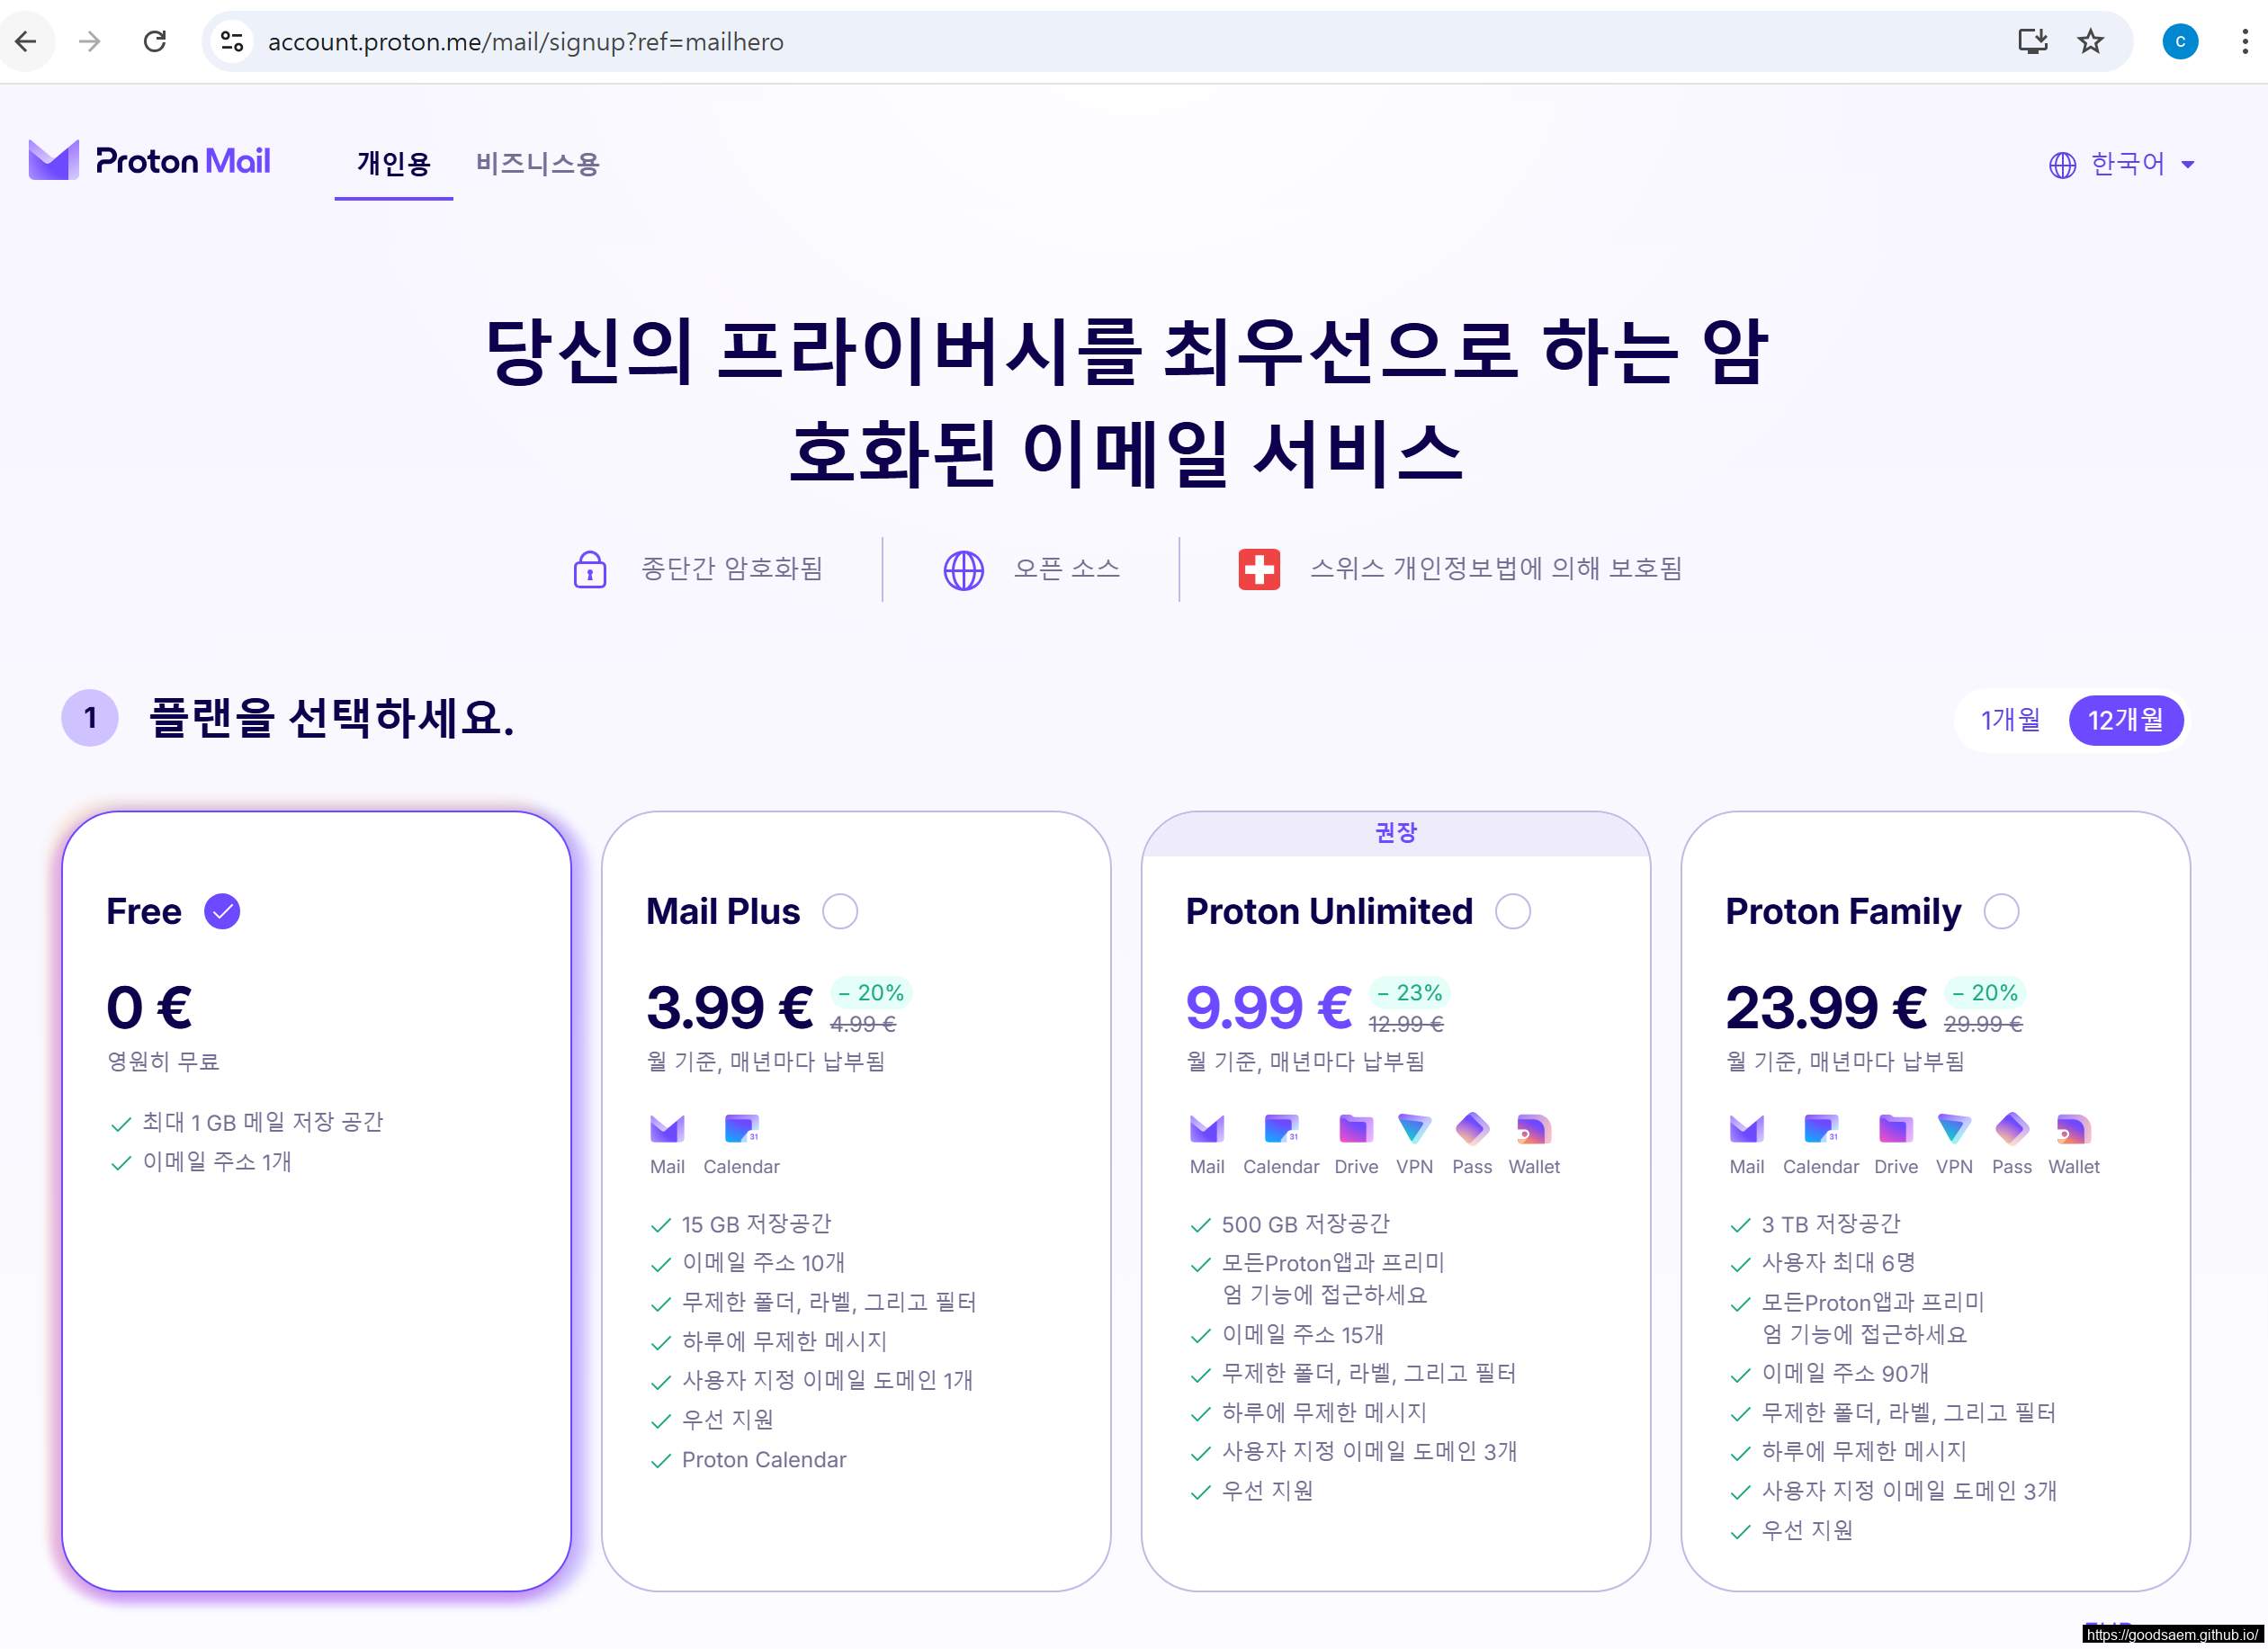 account.proton.me/mail/signup?ref=mailhero
C
Proton Mail
개인용
비즈니스용
한국어
당신의 프라이버시를 최우선으로 하는 암
호화된 이메일 서비스
종단간 암호화됨
오픈 소스
스위스 개인정보법에 의해 보호됨
1
플랜을 선택하세요.
1개월
12개월
Free
0 €
영원히 무료
최대 1 GB 메일 저장 공간
이메일 주소 1개
Mail Plus
3.99 €
– 20%
4.99 €
월 기준, 매년마다 납부됨
31
Mail Calendar
15 GB 저장공간
이메일 주소 10개
무제한 폴더, 라벨, 그리고 필터
하루에 무제한 메시지
사용자 지정 이메일 도메인 1개
우선 지원
Proton Calendar
권장
Proton Unlimited
9.99 €
– 23%
12.99 €
월 기준, 매년마다 납부됨
31
Mail Calendar Drive VPN Pass Wallet
500 GB 저장공간
모든Proton앱과 프리미
엄 기능에 접근하세요
이메일 주소 15개
무제한 폴더, 라벨, 그리고 필터
하루에 무제한 메시지
사용자 지정 이메일 도메인 3개
우선 지원
Proton Family
23.99 €
– 20%
29.99 €
월 기준, 매년마다 납부됨
31
Mail Calendar Drive VPN Pass Wallet
3 TB 저장공간
사용자 최대 6명
모든Proton앱과 프리미
엄 기능에 접근하세요
이메일 주소 90개
무제한 폴더, 라벨, 그리고 필터
하루에 무제한 메시지
사용자 지정 이메일 도메인 3개
우선 지원
https://goodsaem.github.io/